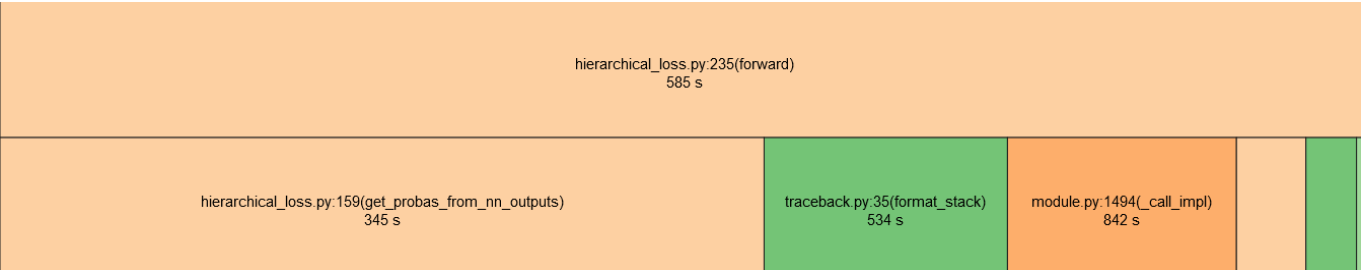 hierarchical_loss.py:235(forward)
585 s
hierarchical_loss.py:159(get_probas_from_nn_outputs)
345 s
traceback.py:35(format_stack)
534 s
module.py:1494(_call_impl)
842 s